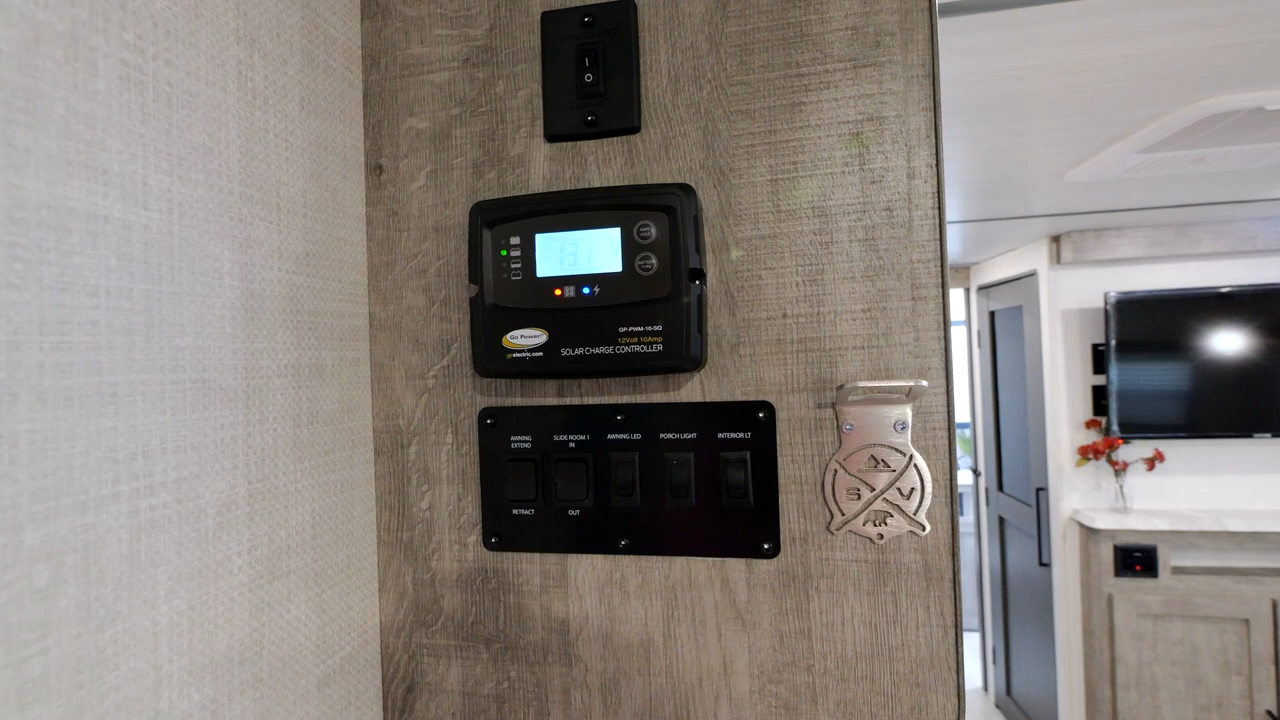 I
O
Go Power!
gpelectric.com
GP-PWM-10-SQ
12Volt 10Amp
SOLAR CHARGE CONTROLLER
AWNING EXTEND
SLIDE ROOM 1 IN
AWNING LED
PORCH LIGHT
INTERIOR LT
RETRACT
OUT
S V